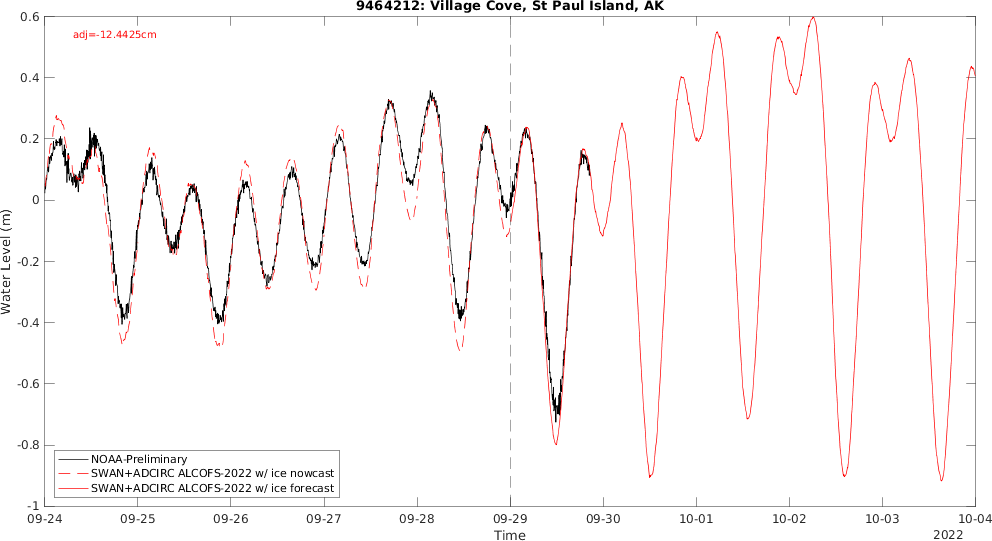 9464212: Village Cove, St Paul Island, AK
adj=-12.4425cm
0.6
0.4
0.2
0
-0.2
-0.4
-0.6
-0.8
-1
Water Level (m)
NOAA-Preliminary
SWAN+ADCIRC ALCOFS-2022 w/ ice nowcast
SWAN+ADCIRC ALCOFS-2022 w/ ice forecast
09-24 09-25 09-26 09-27 09-28 09-29 09-30 10-01 10-02 10-03 10-04
Time
2022